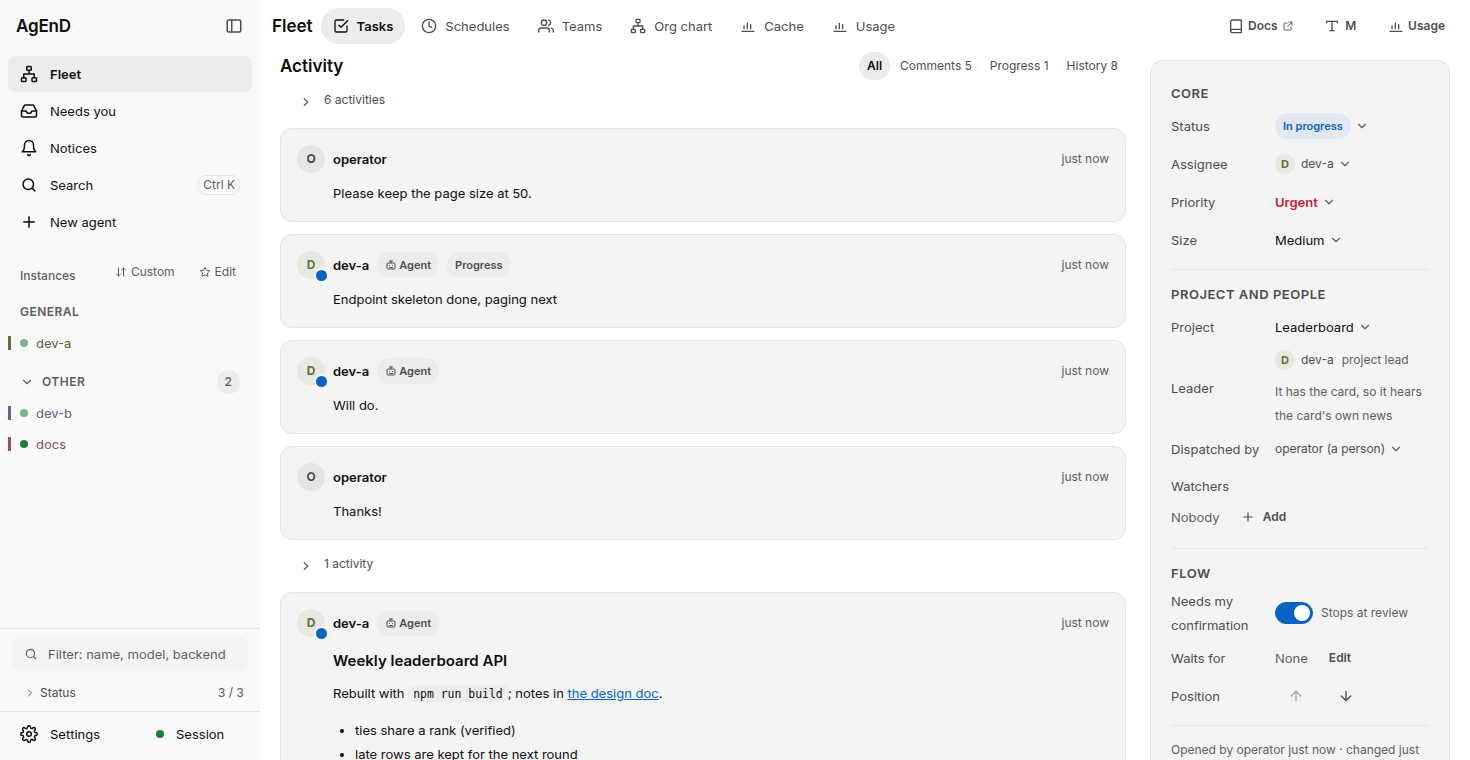 AgEnD
Fleet
Needs you
Notices
Search Ctrl K
New agent
Instances Custom Edit
GENERAL
dev-a
OTHER 2
dev-b
docs
Filter: name, model, backend
Status 3 / 3
Settings Session
Fleet Tasks Schedules Teams Org chart Cache Usage Docs M Usage
Activity All Comments 5 Progress 1 History 8
6 activities
O operator just now
Please keep the page size at 50.
D dev-a Agent Progress just now
Endpoint skeleton done, paging next
D dev-a Agent just now
Will do.
O operator just now
Thanks!
1 activity
D dev-a Agent just now
Weekly leaderboard API
Rebuilt with npm run build; notes in the design doc.
• ties share a rank (verified)
• late rows are kept for the next round
CORE
Status In progress
Assignee D dev-a
Priority Urgent
Size Medium
PROJECT AND PEOPLE
Project Leaderboard
D dev-a project lead
Leader It has the card, so it hears
the card's own news
Dispatched by operator (a person)
Watchers
Nobody + Add
FLOW
Needs my
confirmation Stops at review
Waits for None Edit
Position
Opened by operator just now · changed just